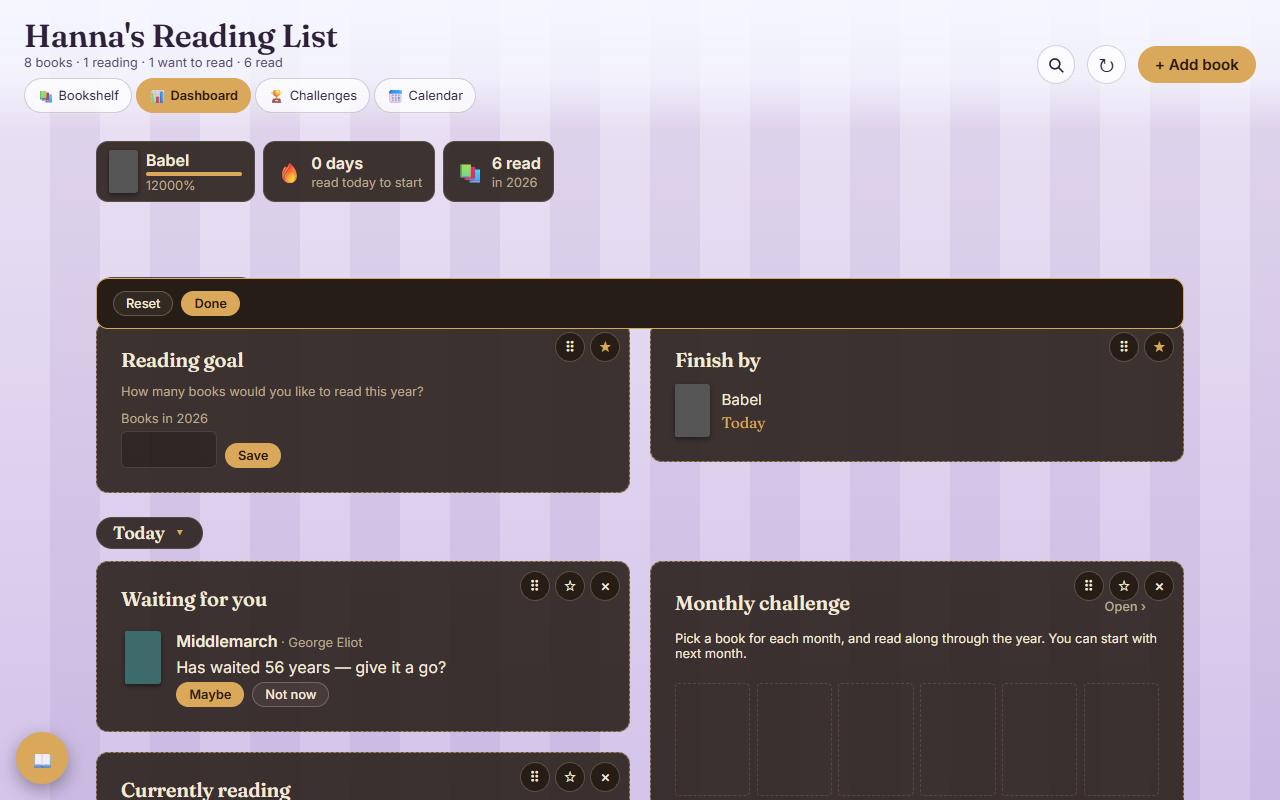 Hanna's Reading List
8 books · 1 reading · 1 want to read · 6 read
Bookshelf
Dashboard
Challenges
Calendar
+ Add book
Babel
12000%
0 days
read today to start
6 read
in 2026
Reset
Done
Reading goal
How many books would you like to read this year?
Books in 2026
Save
Finish by
Babel
Today
Today
Waiting for you
Middlemarch · George Eliot
Has waited 56 years — give it a go?
Maybe
Not now
Monthly challenge
Open ›
Pick a book for each month, and read along through the year. You can start with
next month.
Currently reading